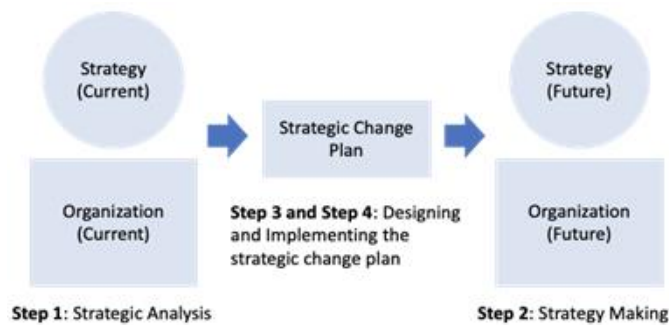 Strategy
(Current)
Strategic Change
Plan
Strategy
(Future)
Organization
(Current)
Step 3 and Step 4: Designing
and Implementing the
strategic change plan
Organization
(Future)
Step 1: Strategic Analysis
Step 2: Strategy Making